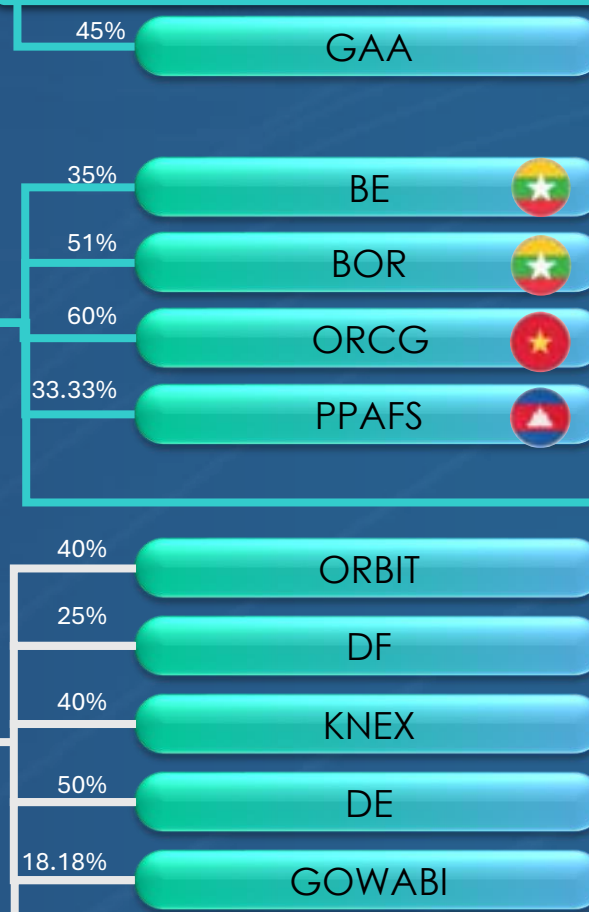 45% GAA
35% BE
51% BOR
60% ORCG
33.33% PPAFS
40% ORBIT
25% DF
40% KNEX
50% DE
18.18% GOWABI